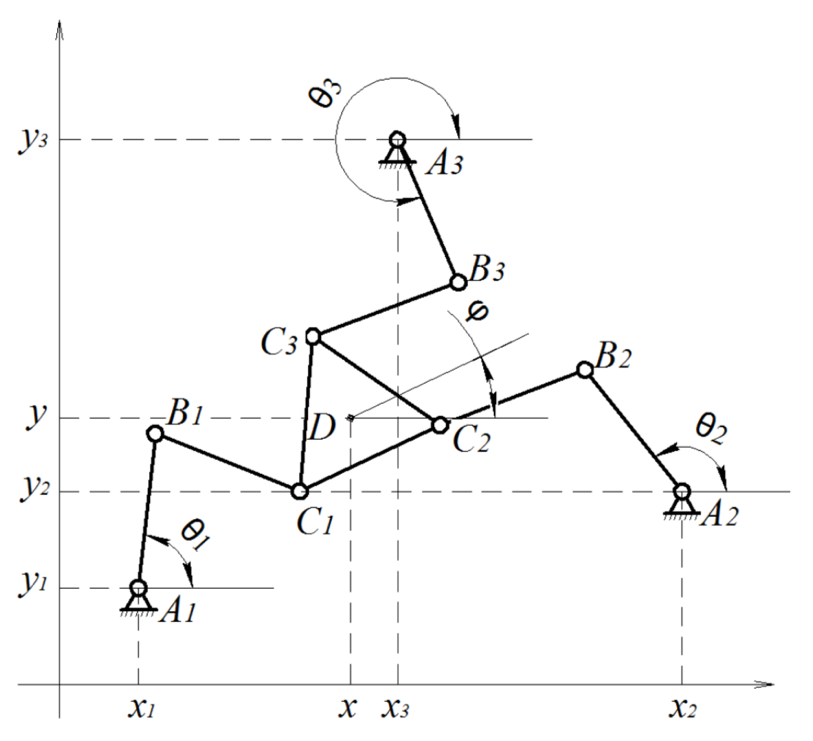 θ3
y3
A3
B3
φ
C3
B2
y
B1
D
C2
θ2
y2
A2
C1
θ1
y1
A1
x1
x
x3
x2